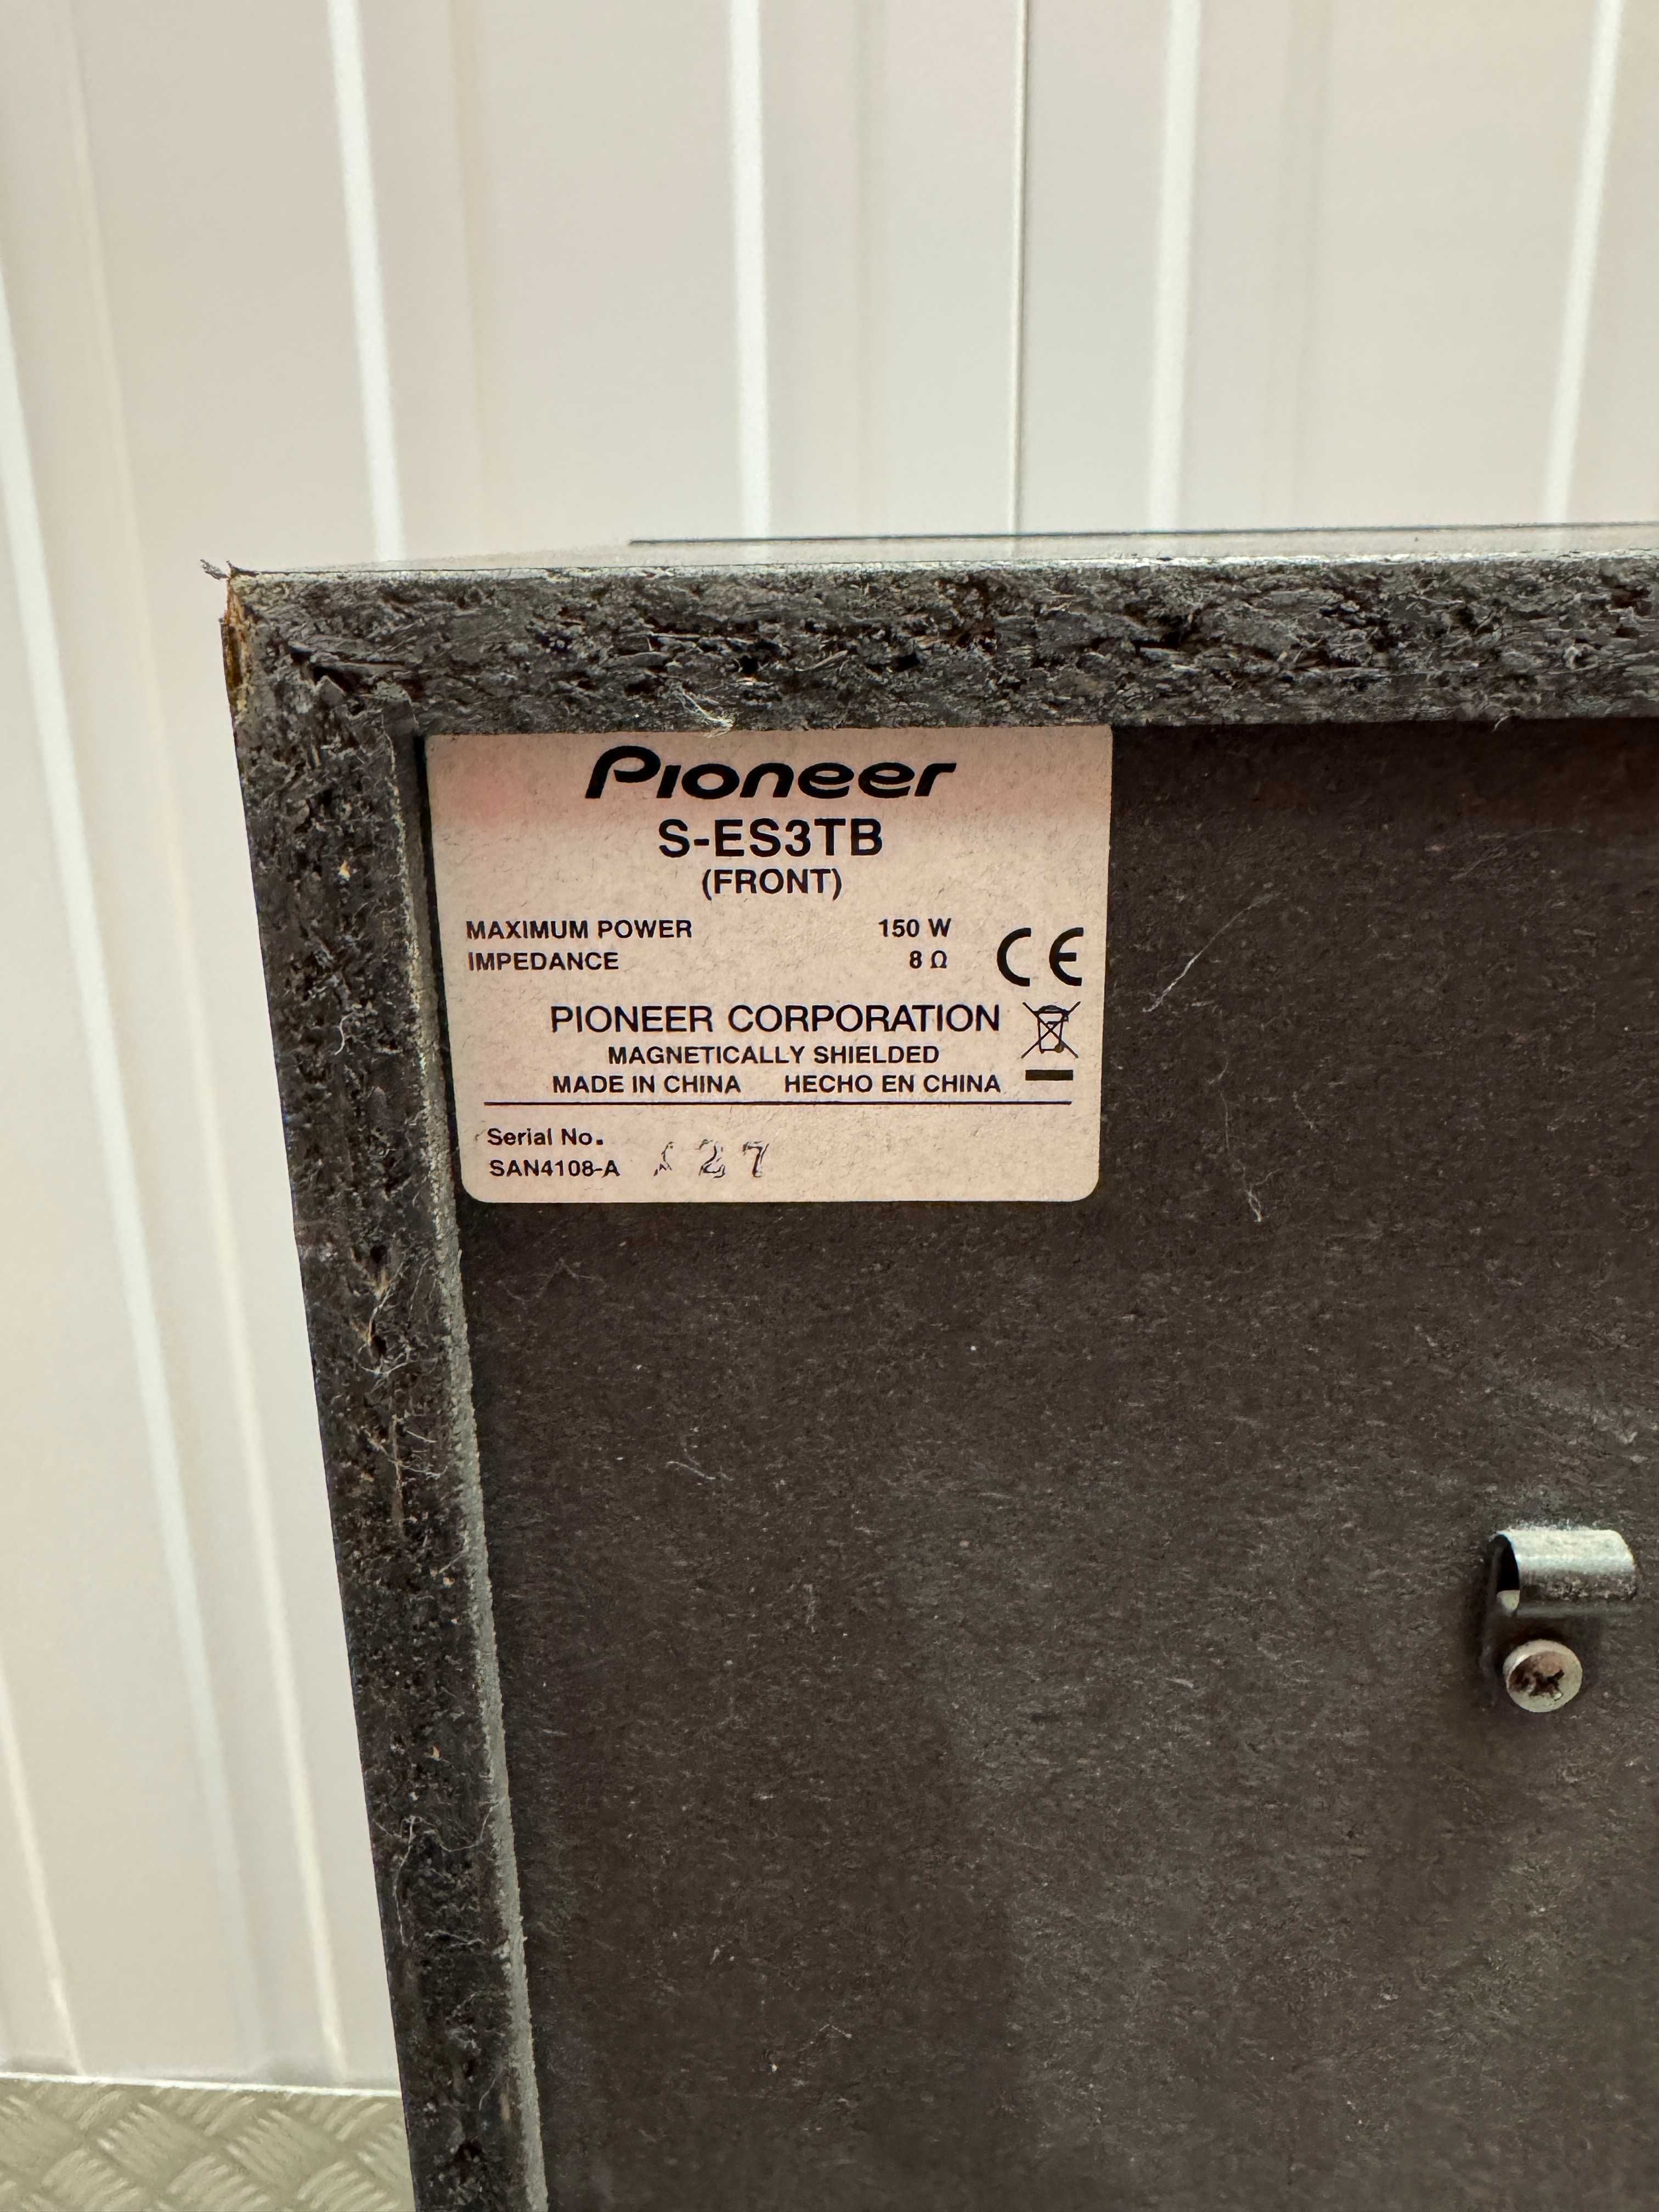 Pioneer
S-ES3TB
(FRONT)
MAXIMUM POWER 150 W
IMPEDANCE 8 Ω
CE
PIONEER CORPORATION
MAGNETICALLY SHIELDED
MADE IN CHINA HECHO EN CHINA
Serial No.
SAN4108-A